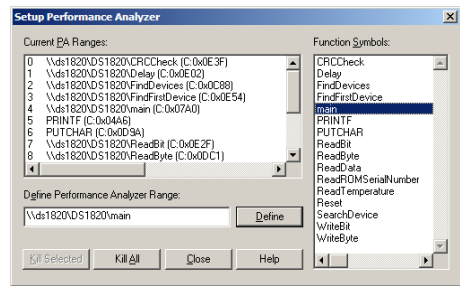 Setup Performance Analyzer
Current PA Ranges:
0 \\ds1820\DS1820\CRCCheck (C:0x0E3F)
1 \\ds1820\DS1820\Delay (C:0x0E02)
2 \\ds1820\DS1820\FindDevices (C:0x0C88)
3 \\ds1820\DS1820\FindFirstDevice (C:0x0E54)
4 \\ds1820\DS1820\main (C:0x07A0)
5 PRINTF (C:0x04A6)
6 PUTCHAR (C:0x0D9A)
7 \\ds1820\DS1820\ReadBit (C:0x0E2F)
8 \\ds1820\DS1820\ReadByte (C:0x0DC1)
Define Performance Analyzer Range:
\\ds1820\DS1820\main
Define
Kill Selected
Kill All
Close
Help
Function Symbols:
CRCCheck
Delay
FindDevices
FindFirstDevice
main
PRINTF
PUTCHAR
ReadBit
ReadByte
ReadData
ReadROMSerialNumber
ReadTemperature
Reset
SearchDevice
WriteBit
WriteByte